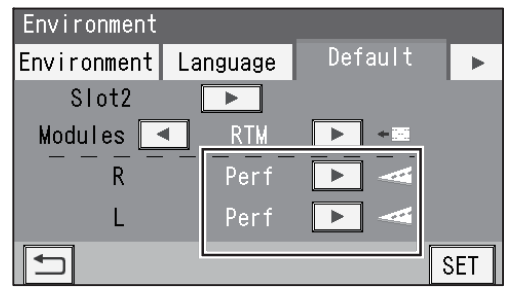 Environment
Environment Language Default
Slot2
Modules RTM
R Perf
L Perf
SET